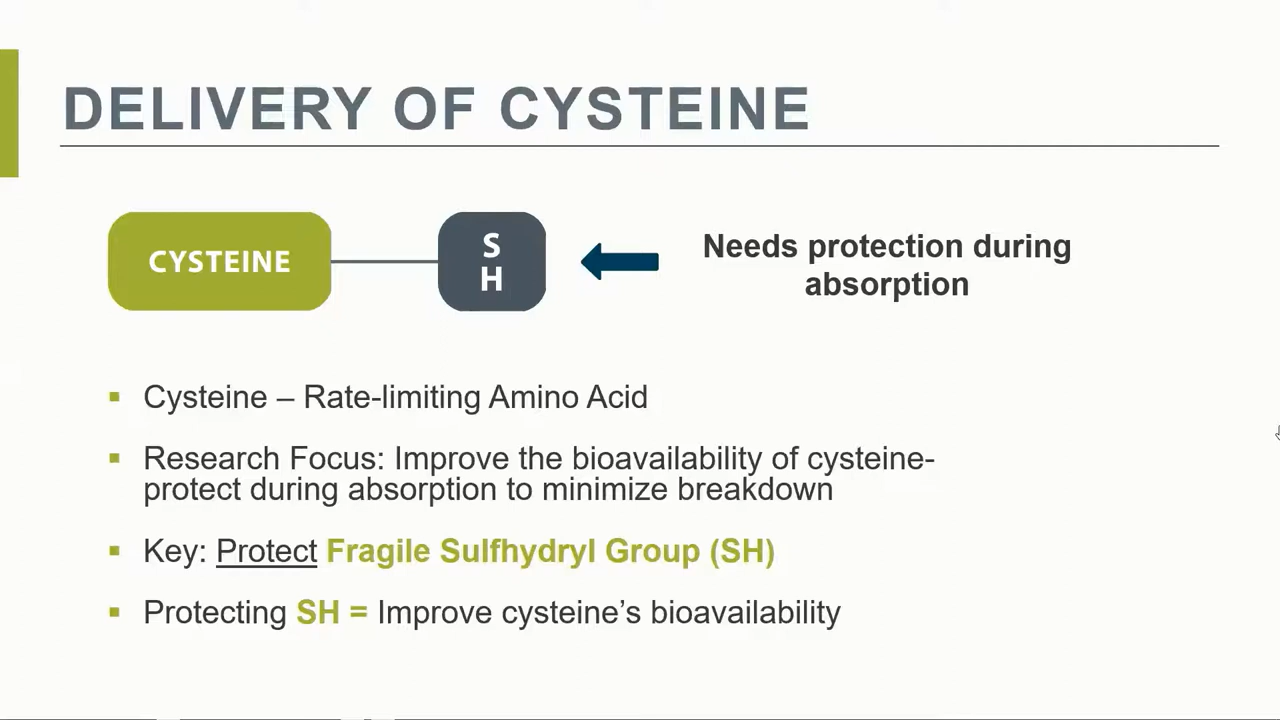 DELIVERY OF CYSTEINE
CYSTEINE
S
H
Needs protection during
absorption
Cysteine – Rate-limiting Amino Acid
Research Focus: Improve the bioavailability of cysteine-
protect during absorption to minimize breakdown
Key: Protect Fragile Sulfhydryl Group (SH)
Protecting SH = Improve cysteine’s bioavailability